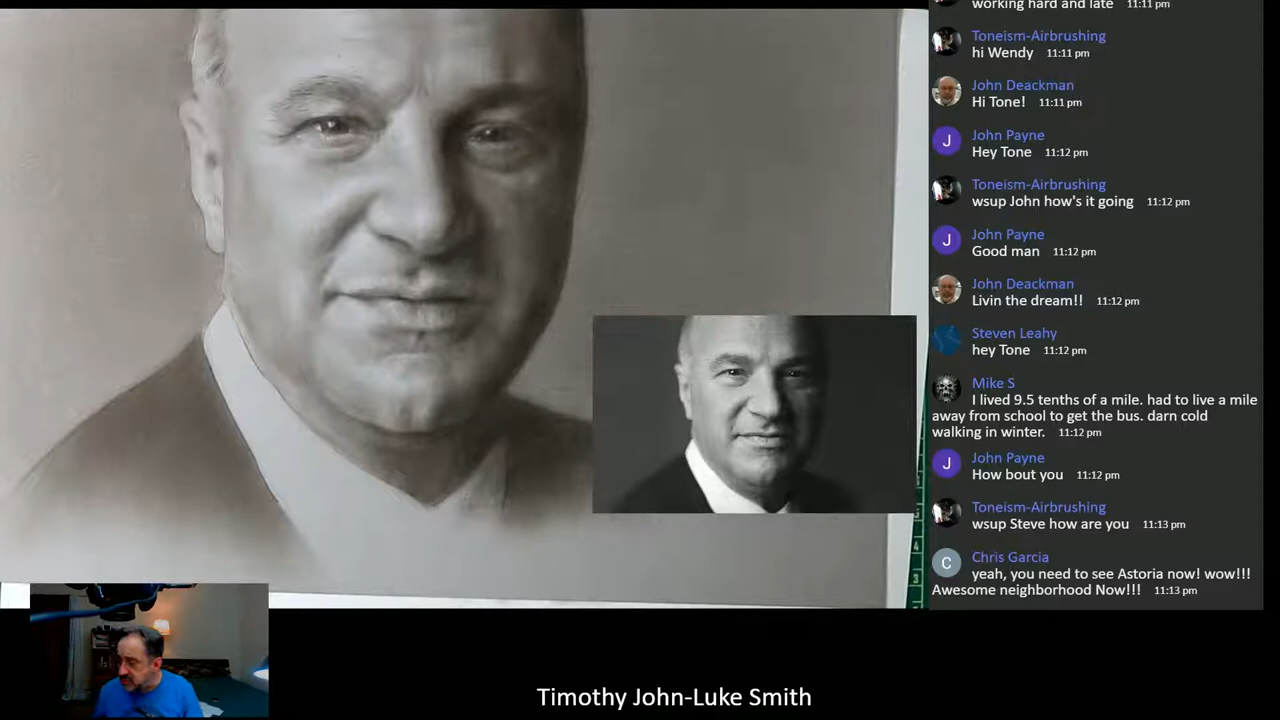 working hard and late 11:11 pm
Toneism-Airbrushing
hi Wendy 11:11 pm
John Deackman
Hi Tone! 11:11 pm
John Payne
Hey Tone 11:12 pm
Toneism-Airbrushing
wsup John how's it going 11:12 pm
J John Payne
Good man 11:12 pm
John Deackman
Livin the dream!! 11:12 pm
Steven Leahy
hey Tone 11:12 pm
Mike S
I lived 9.5 tenths of a mile. had to live a mile
away from school to get the bus. darn cold
walking in winter. 11:12 pm
J John Payne
How bout you 11:12 pm
Toneism-Airbrushing
wsup Steve how are you 11:13 pm
C Chris Garcia
yeah, you need to see Astoria now! wow!!!
Awesome neighborhood Now!!! 11:13 pm
4
3
Timothy John-Luke Smith